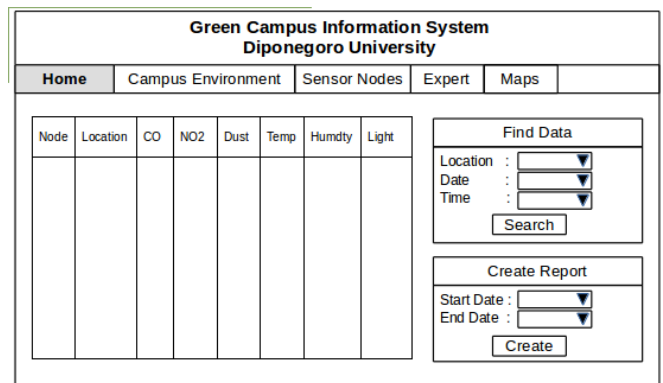 Green Campus Information System
Diponegoro University
Home Campus Environment Sensor Nodes Expert Maps
Node Location CO NO2 Dust Temp Humdty Light
Find Data
Location :
Date :
Time :
Search
Create Report
Start Date :
End Date :
Create